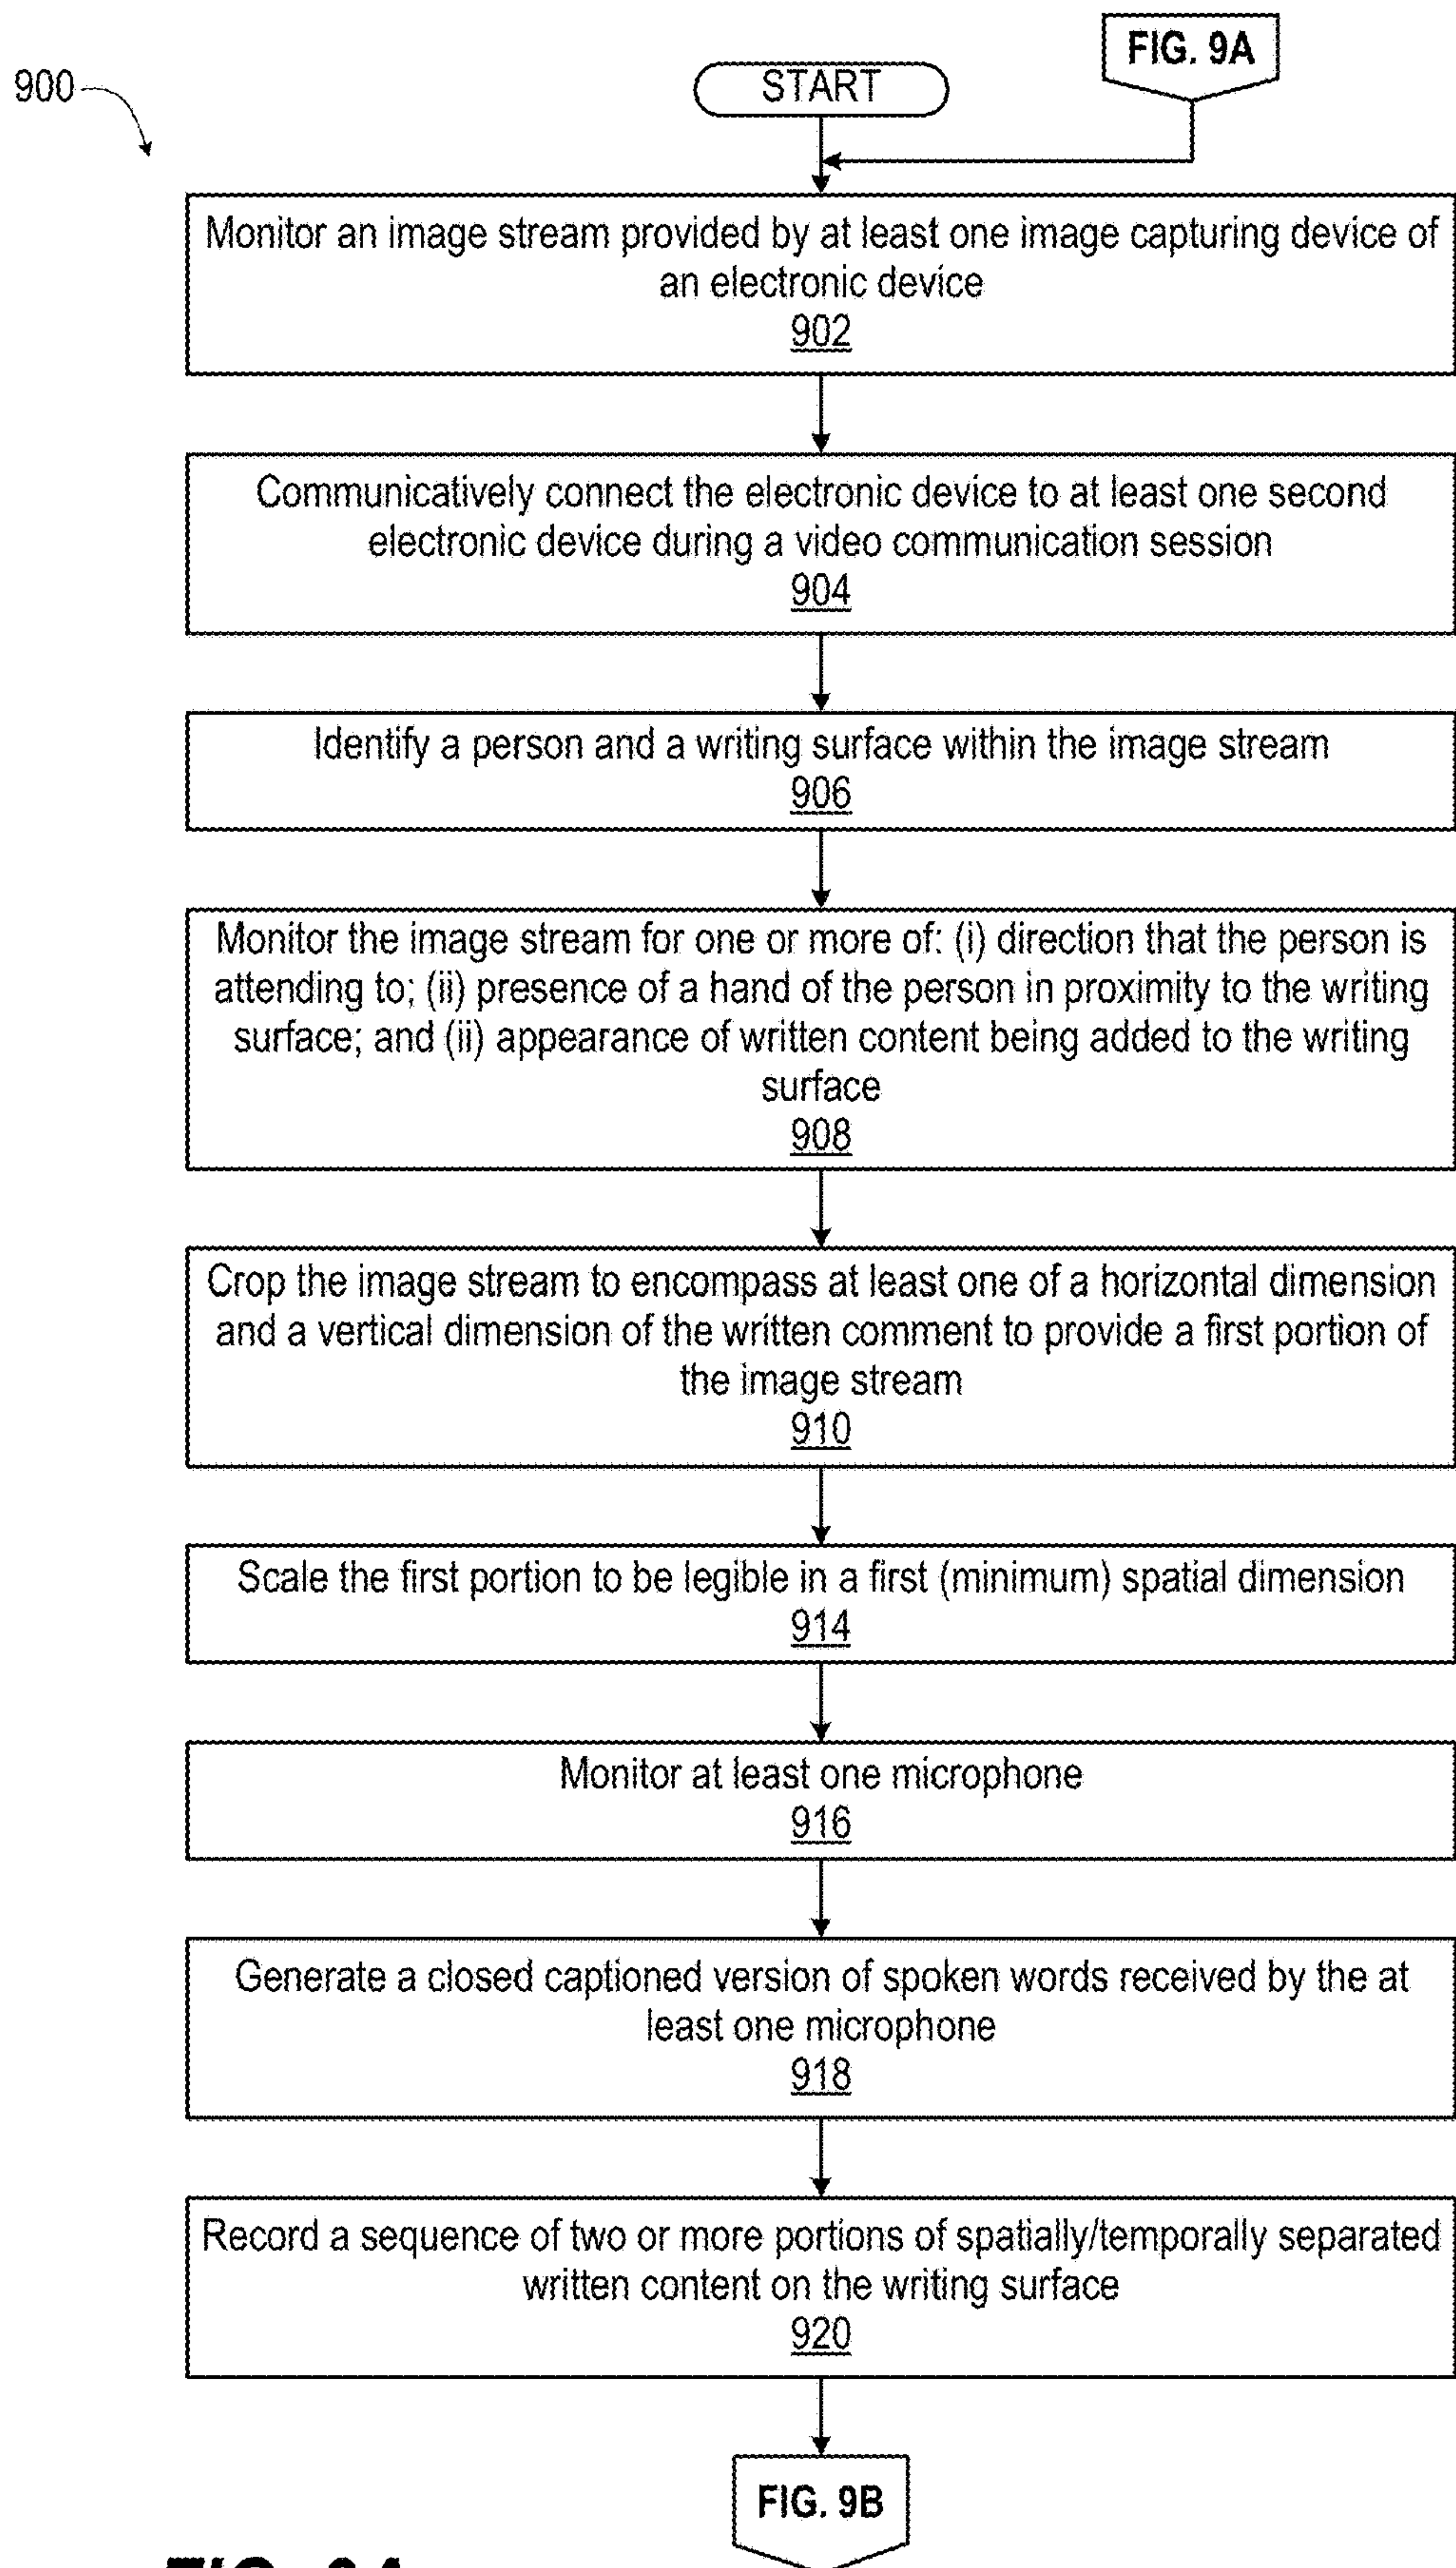 FIG. 9A
900
START
Monitor an image stream provided by at least one image capturing device of
an electronic device
902
Communicatively connect the electronic device to at least one second
electronic device during a video communication session
904
Identify a person and a writing surface within the image stream
906
Monitor the image stream for one or more of: (i) direction that the person is
attending to; (ii) presence of a hand of the person in proximity to the writing
surface; and (ii) appearance of written content being added to the writing
surface
908
Crop the image stream to encompass at least one of a horizontal dimension
and a vertical dimension of the written comment to provide a first portion of
the image stream
910
Scale the first portion to be legible in a first (minimum) spatial dimension
914
Monitor at least one microphone
916
Generate a closed captioned version of spoken words received by the at
least one microphone
918
Record a sequence of two or more portions of spatially/temporally separated
written content on the writing surface
920
FIG. 9B